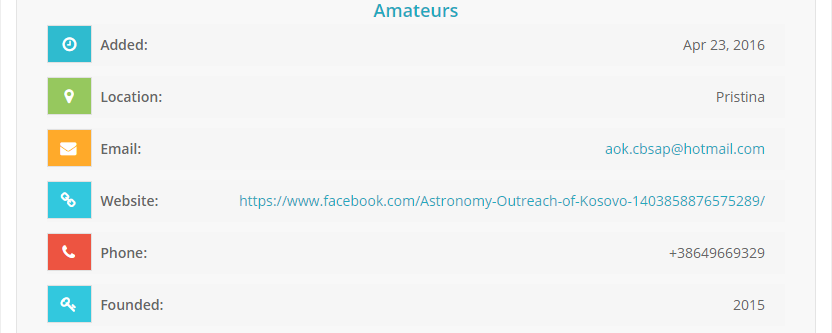 Amateurs
Added: Apr 23, 2016
Location: Pristina
Email: aok.cbsap@hotmail.com
Website: https://www.facebook.com/Astronomy-Outreach-of-Kosovo-1403858876575289/
Phone: +38649669329
Founded: 2015